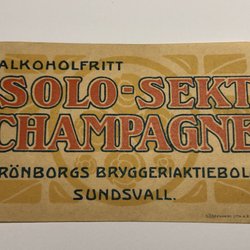 ALKOHOLFRITT
SOLO-SEKT
CHAMPAGNE
RÖNBORGS BRYGGERIAKTIEBOL
SUNDSVALL.